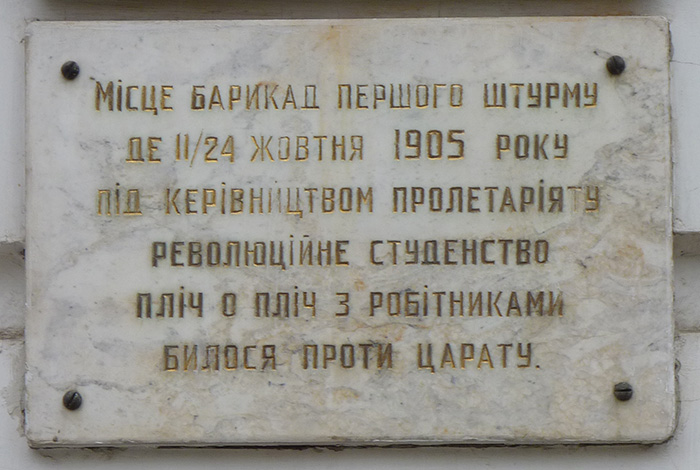 МІСЦЕ БАРИКАД ПЕРШОГО ШТУРМУ
ДЕ 11/24 ЖОВТНЯ 1905 РОКУ
ПІД КЕРІВНИЦТВОМ ПРОЛЕТАРІЯТУ
РЕВОЛЮЦІЙНЕ СТУДЕНСТВО
ПЛІЧ О ПЛІЧ З РОБІТНИКАМИ
БИЛОСЯ ПРОТИ ЦАРАТУ.